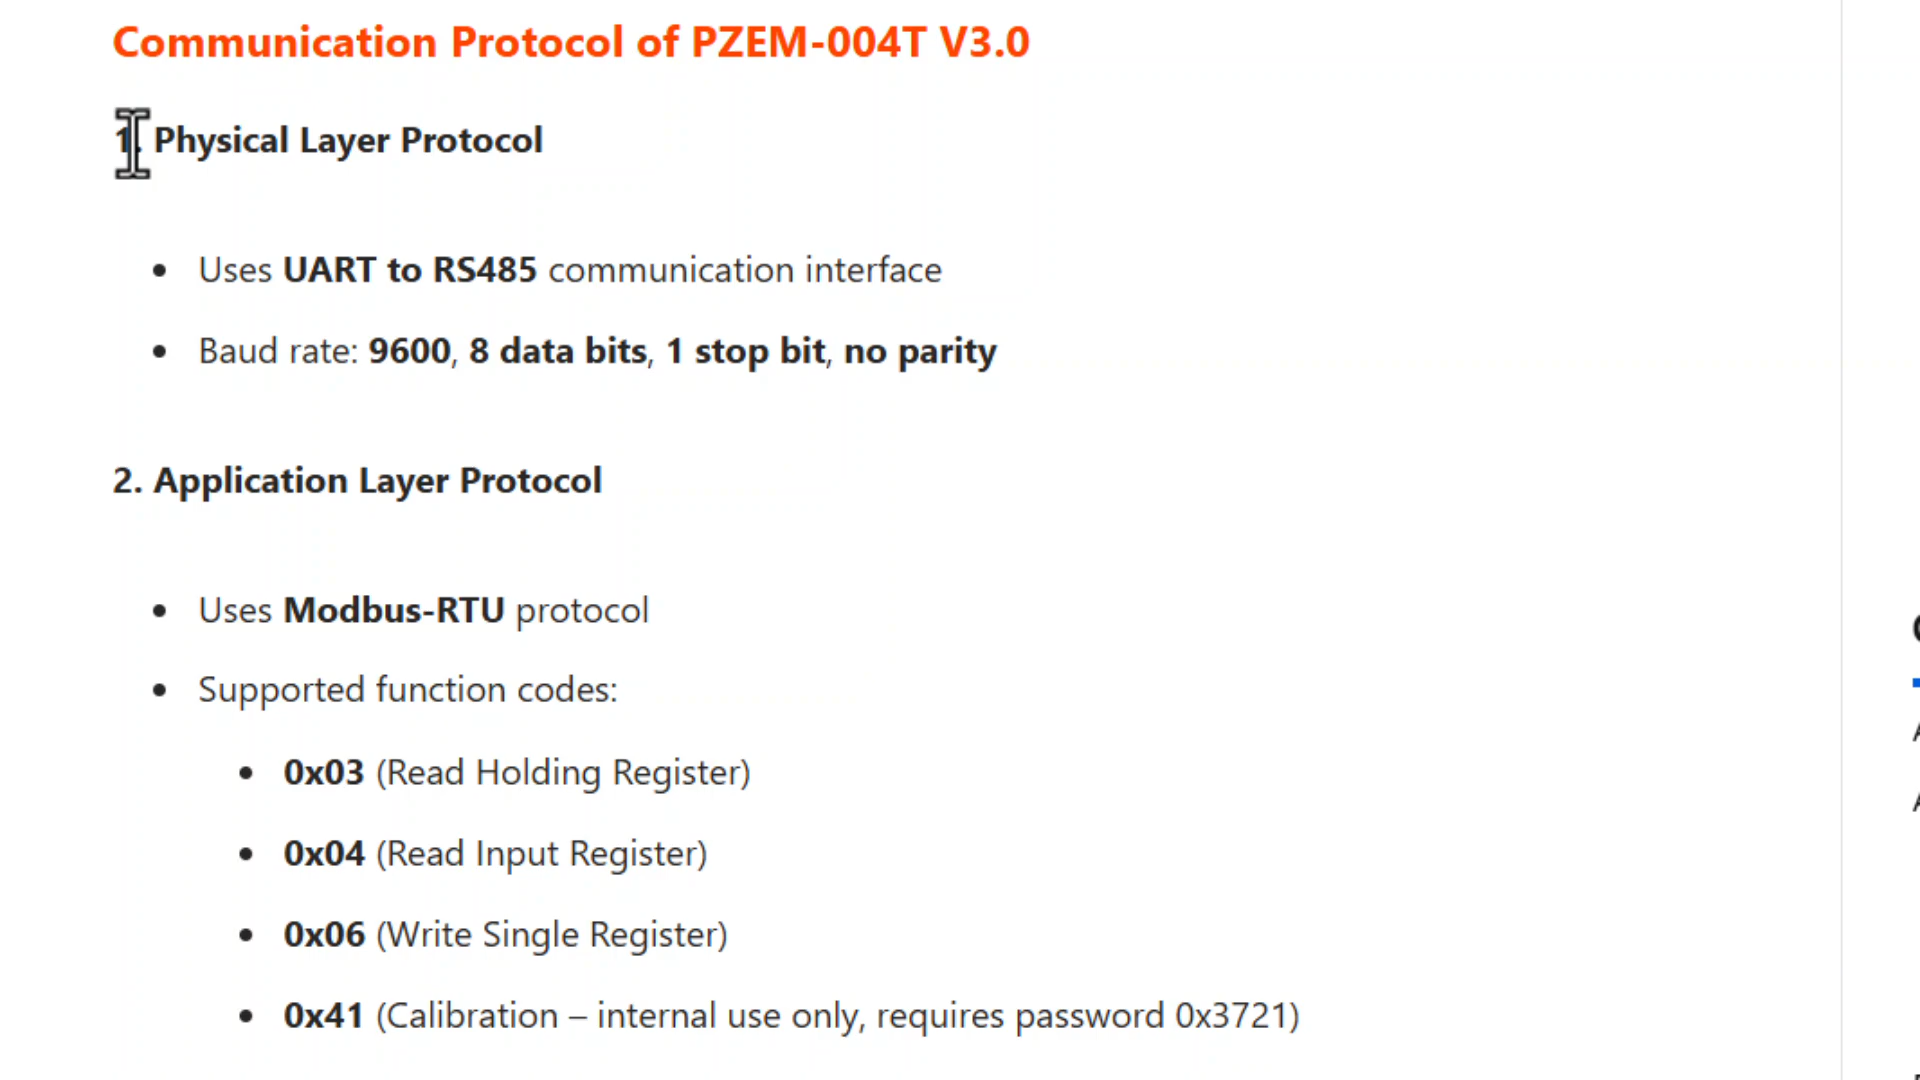 Communication Protocol of PZEM-004T V3.0
1. Physical Layer Protocol
• Uses UART to RS485 communication interface
• Baud rate: 9600, 8 data bits, 1 stop bit, no parity
2. Application Layer Protocol
• Uses Modbus-RTU protocol
• Supported function codes:
• 0x03 (Read Holding Register)
• 0x04 (Read Input Register)
• 0x06 (Write Single Register)
• 0x41 (Calibration – internal use only, requires password 0x3721)